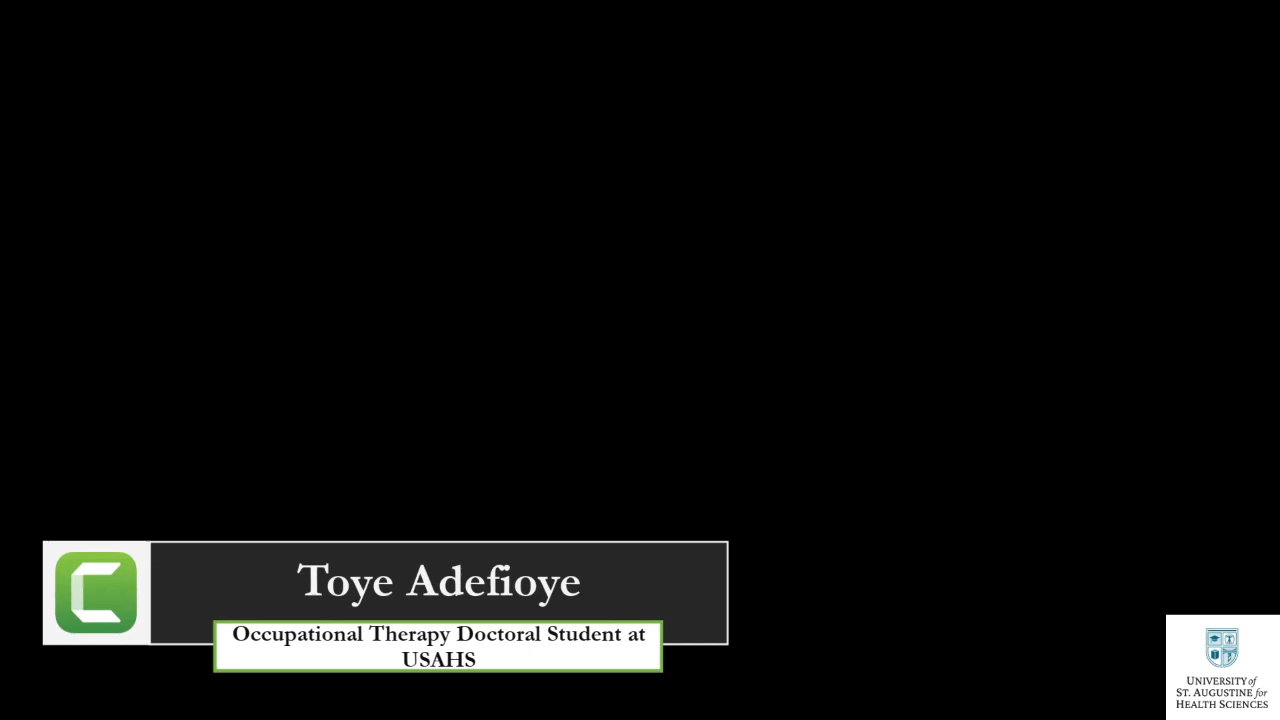 Toye Adefioye
Occupational Therapy Doctoral Student at
USAHS
UNIVERSITY of
ST. AUGUSTINE for
HEALTH SCIENCES